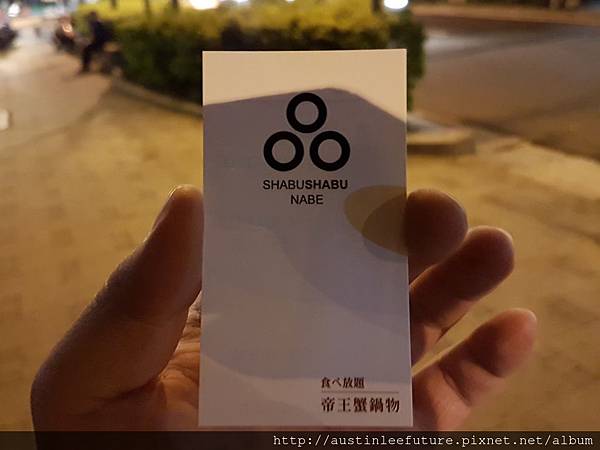 SHABUSHABU
NABE
食べ放題
帝王蟹鍋物
http://austinleefuture.pixnet.net/album